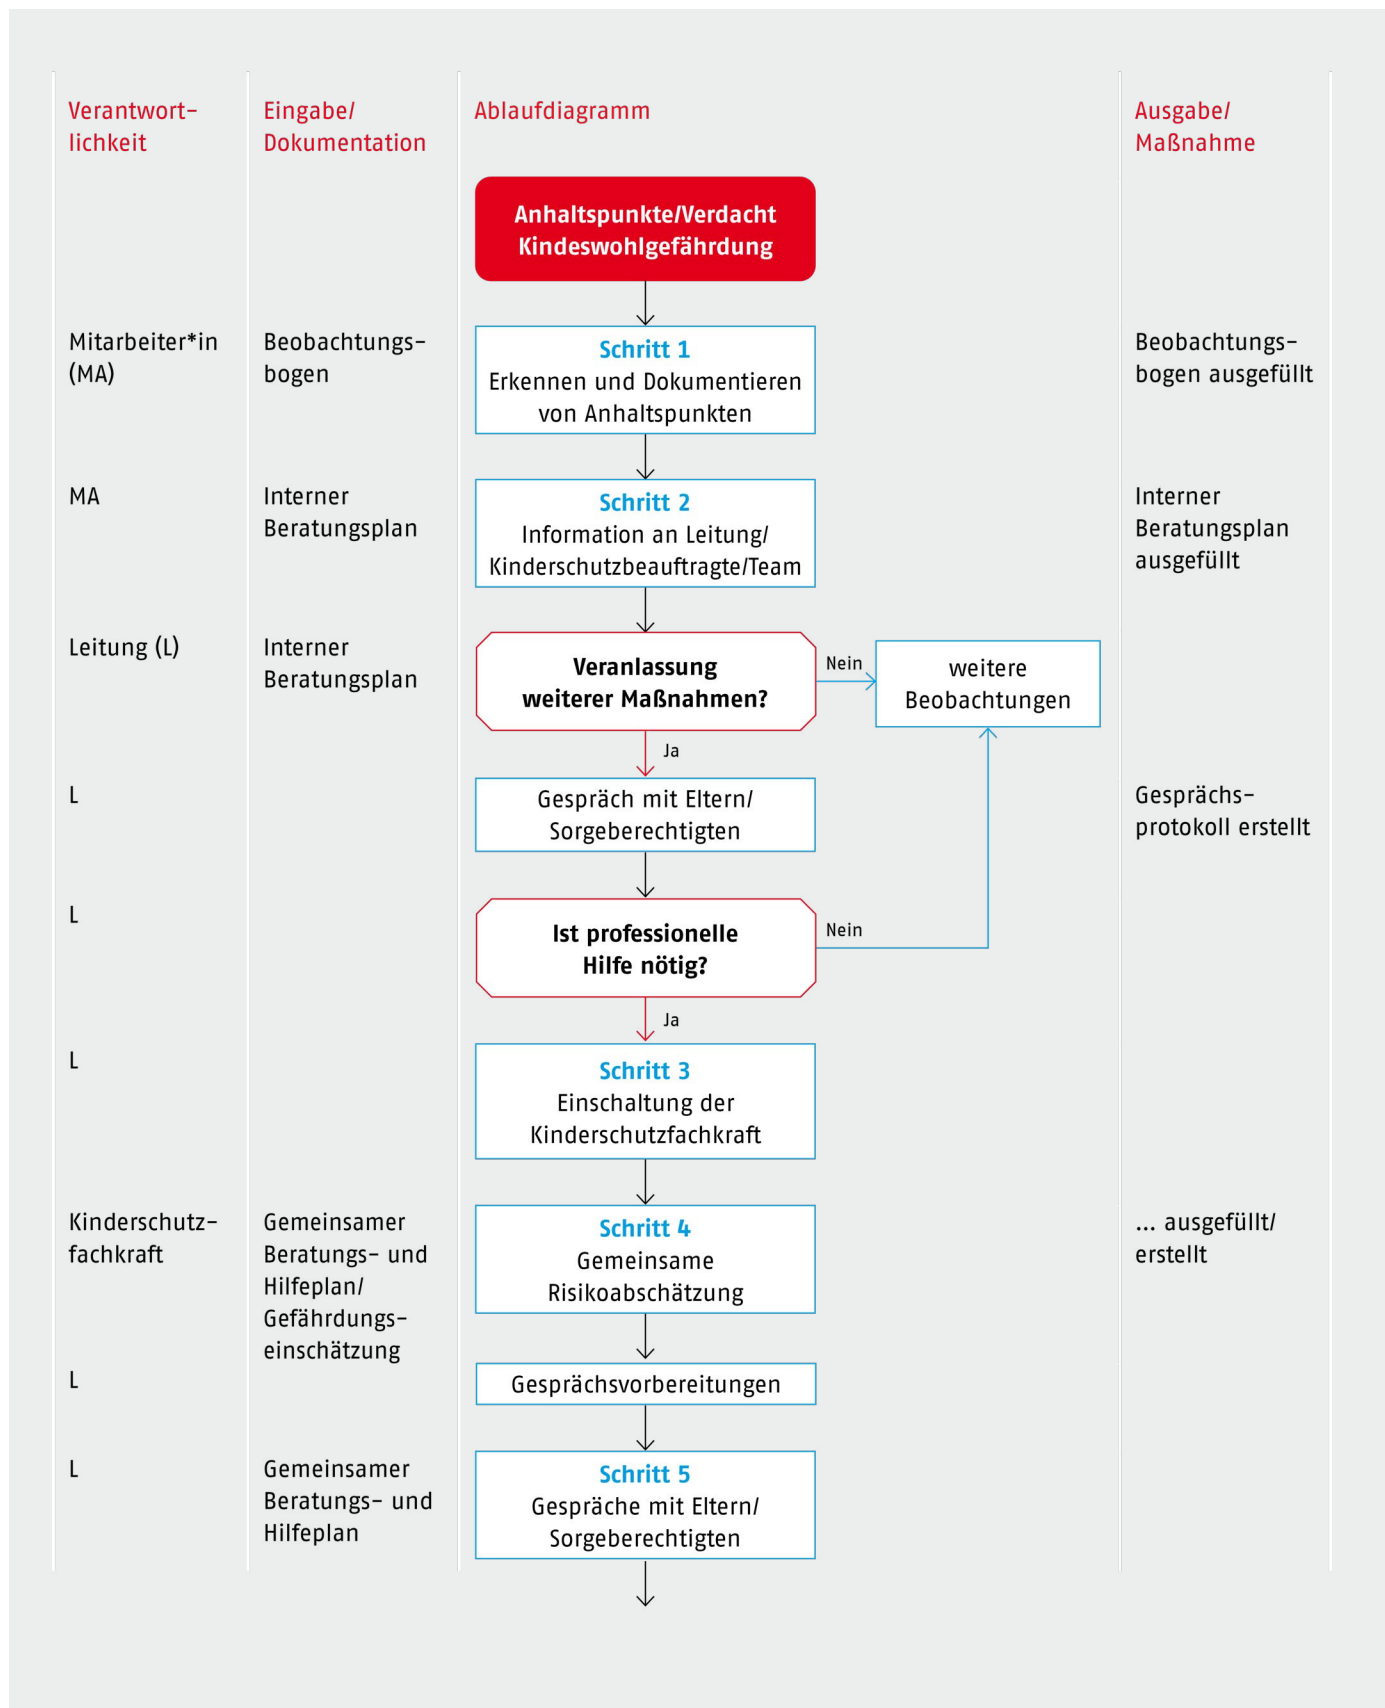 Verantwort-
lichkeit
Eingabe/
Dokumentation
Ablaufdiagramm
Ausgabe/
Maßnahme
Anhaltspunkte/Verdacht
Kindeswohlgefährdung
Mitarbeiter*in
(MA)
Beobachtungs-
bogen
Schritt 1
Erkennen und Dokumentieren
von Anhaltspunkten
Beobachtungs-
bogen ausgefüllt
MA
Interner
Beratungsplan
Schritt 2
Information an Leitung/
Kinderschutzbeauftragte/Team
Interner
Beratungsplan
ausgefüllt
Leitung (L)
Interner
Beratungsplan
Veranlassung
weiterer Maßnahmen?
Nein
weitere
Beobachtungen
Ja
L
Gespräch mit Eltern/
Sorgeberechtigten
Gesprächs-
protokoll erstellt
L
Ist professionelle
Hilfe nötig?
Nein
Ja
L
Schritt 3
Einschaltung der
Kinderschutzfachkraft
Kinderschutz-
fachkraft
Gemeinsamer
Beratungs- und
Hilfeplan/
Gefährdungs-
einschätzung
Schritt 4
Gemeinsame
Risikoabschätzung
... ausgefüllt/
erstellt
L
Gesprächsvorbereitungen
L
Gemeinsamer
Beratungs- und
Hilfeplan
Schritt 5
Gespräche mit Eltern/
Sorgeberechtigten